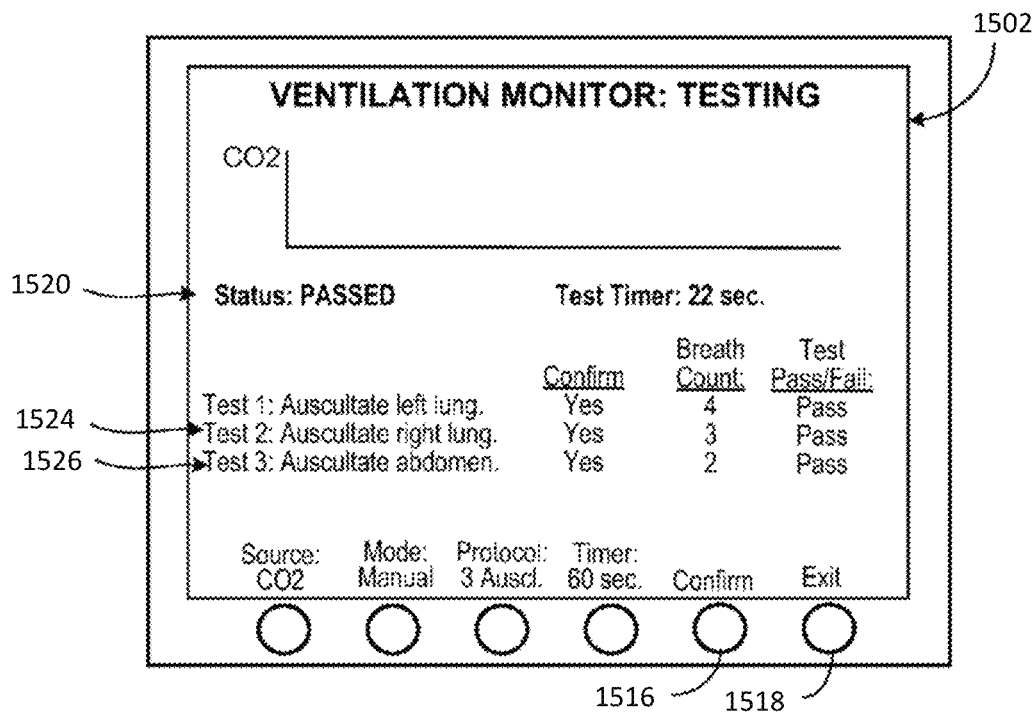 1502
VENTILATION MONITOR: TESTING
CO2
1520
Status: PASSED Test Timer: 22 sec.
Breath Test
Confirm Count: Pass/Fail:
Test 1: Auscultate left lung. Yes 4 Pass
1524 Test 2: Auscultate right lung. Yes 3 Pass
1526 Test 3: Auscultate abdomen. Yes 2 Pass
Source: Mode: Protocol: Timer:
CO2 Manual 3 Auscl. 60 sec. Confirm Exit
1516 1518